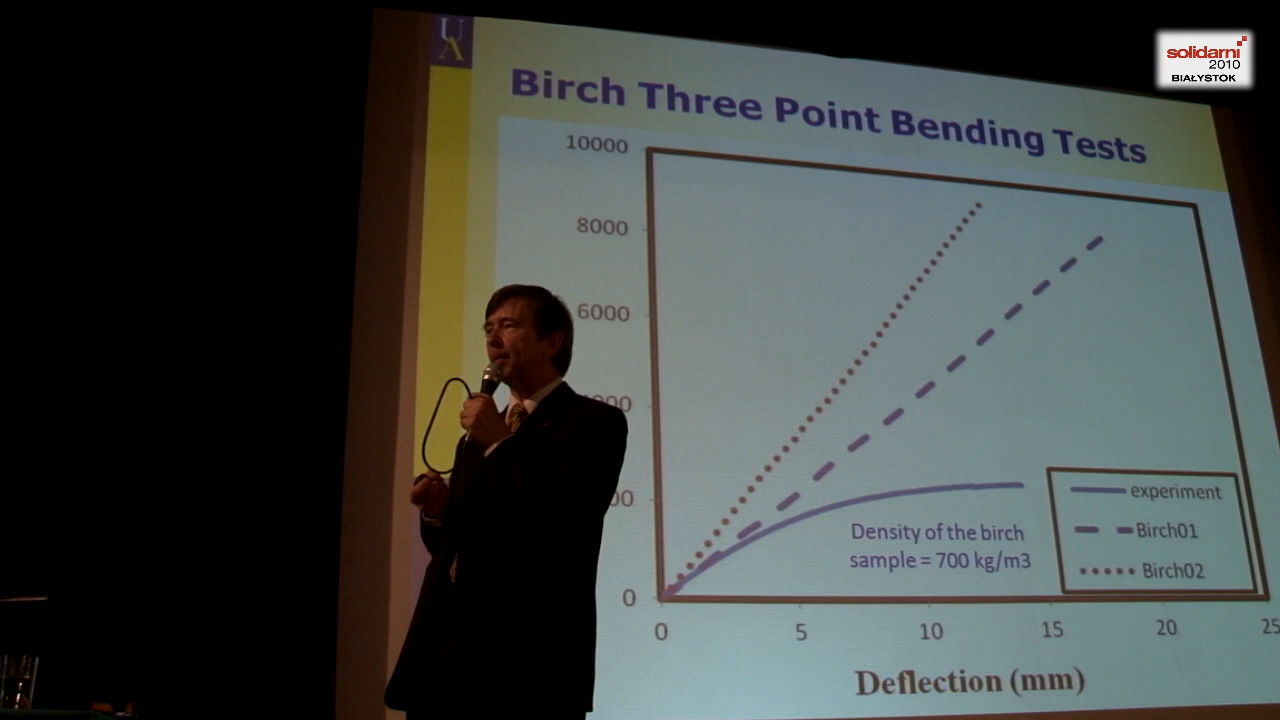 UA
solidarni
2010
BIAŁYSTOK
Birch Three Point Bending Tests
10000
8000
6000
0
0 5 10 15 20 25
Deflection (mm)
Density of the birch
sample = 700 kg/m3
experiment
Birch01
Birch02